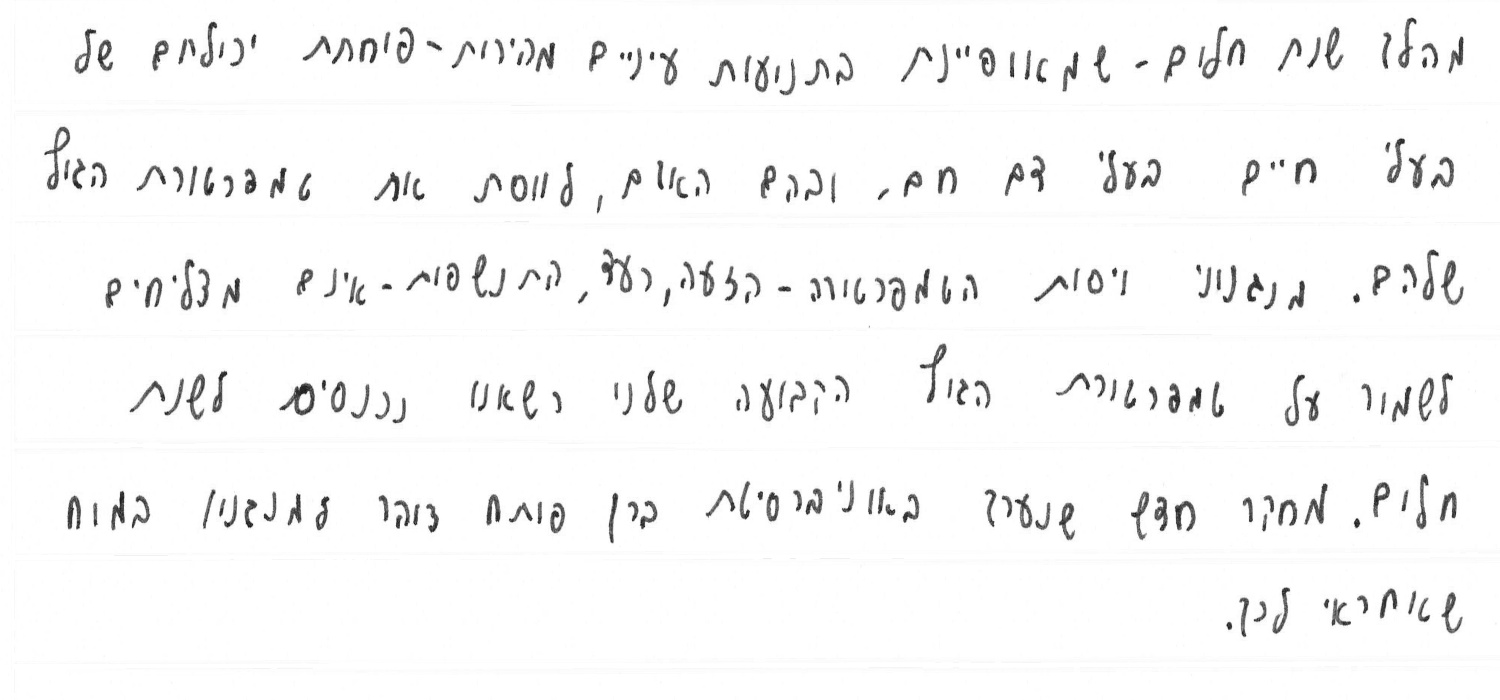 מהלך שנת חלום - שמאופיינת בתנועות עיניים מהירות - פוחתת יכולתם של
בעלי חיים בעלי דם חם, ובהם האדם, לווסת את טמפרטורת הגוף
שלהם. מנגנוני ויסות הטמפרטורה - הזעה, רעד, התנשפות - אינם מצליחים
לשמור על טמפרטורת הגוף הקבועה שלנו כשאנו נכנסים לשנת
חלום. מחקר חדש שנערך באוניברסיטת ברן פותח צוהר למנגנון במוח
שאחראי לכך.